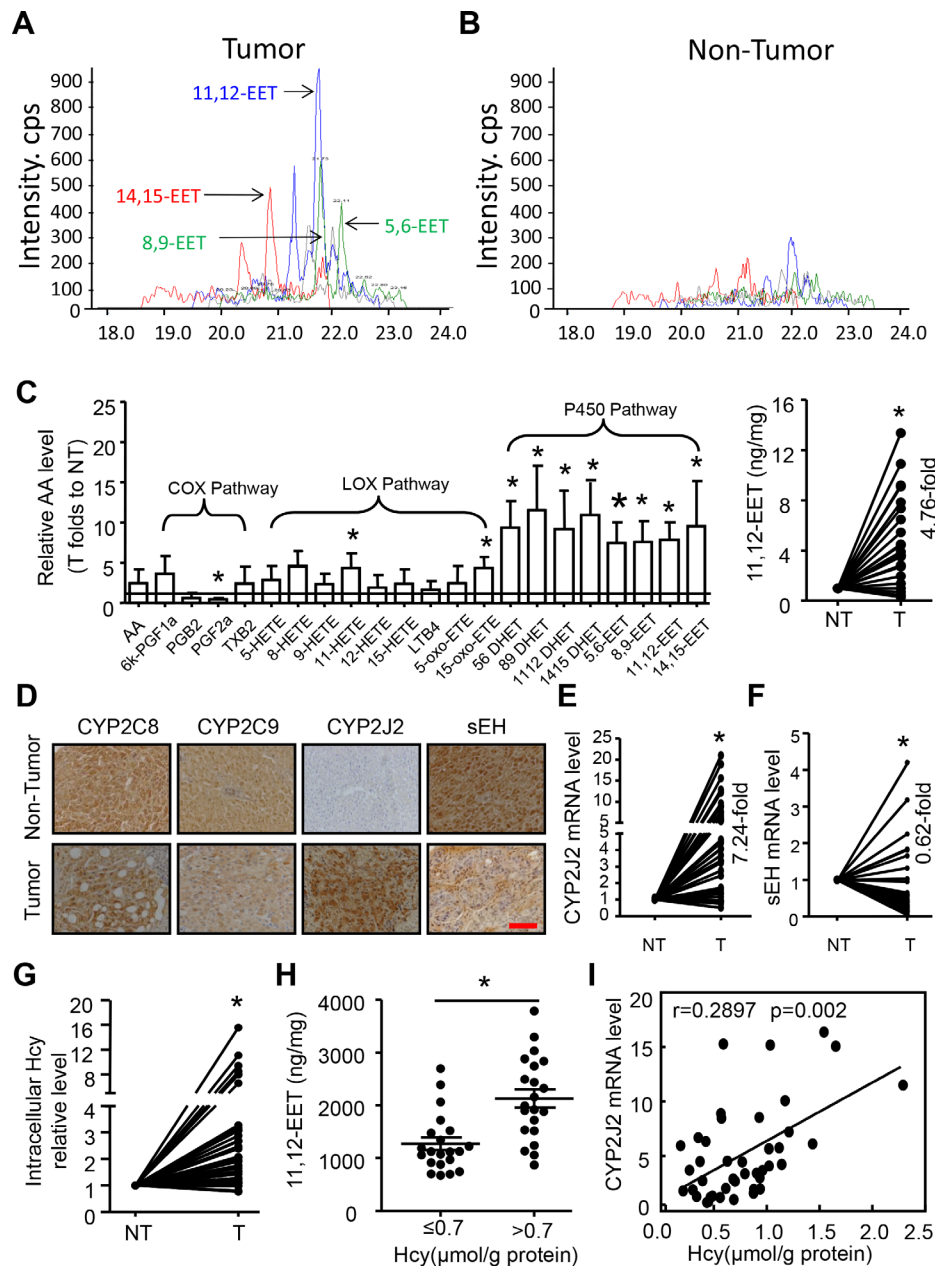 A
Tumor
Intensity. cps
900
800
700
600
500
400
300
200
100
0
11,12-EET
14,15-EET
8,9-EET
5,6-EET
18.0 19.0 20.0 21.0 22.0 23.0 24.0
B
Non-Tumor
Intensity. cps
900
800
700
600
500
400
300
200
100
0
18.0 19.0 20.0 21.0 22.0 23.0 24.0
C
Relative AA level
(T folds to NT)
25
20
15
10
5
0
COX Pathway
LOX Pathway
P450 Pathway
* * * * * * * * * * *
AA
6k-PGF1a
PGB2
PGF2a
TXB2
5-HETE
8-HETE
9-HETE
11-HETE
12-HETE
15-HETE
LTB4
5-oxo-ETE
15-oxo-ETE
56 DHET
89 DHET
1112 DHET
1415 DHET
5,6-EET
8,9-EET
11,12-EET
14,15-EET
11,12-EET (ng/mg)
16
12
8
4
0
*
4.76-fold
NT T
D
CYP2C8 CYP2C9 CYP2J2 sEH
Non-Tumor
Tumor
E
CYP2J2 mRNA level
25
20
15
10
5
5
4
3
2
1
0
*
7.24-fold
NT T
F
sEH mRNA level
5
4
3
2
1
0
*
0.62-fold
NT T
G
Intracellular Hcy
relative level
20
16
12
8
4
4
3
2
1
0
*
NT T
H
11,12-EET (ng/mg)
4000
3000
2000
1000
0
*
≤0.7 >0.7
Hcy(μmol/g protein)
I
CYP2J2 mRNA level
20
15
10
5
0
r=0.2897 p=0.002
0.0 0.5 1.0 1.5 2.0 2.5
Hcy(μmol/g protein)